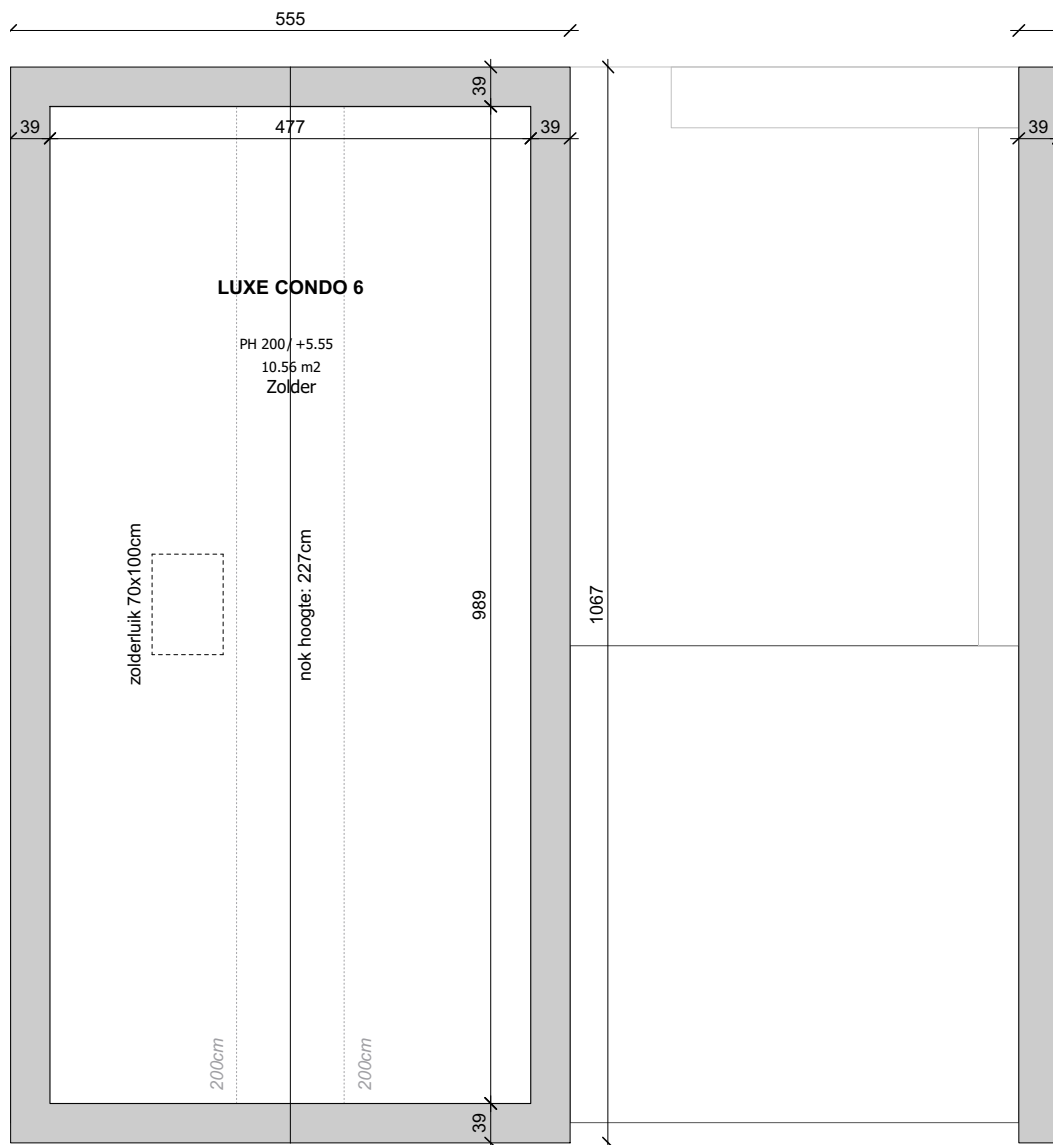 555
39
39
477
39
39
LUXE CONDO 6
PH 200/ +5.55
10.56 m2
Zolder
zolderluik 70x100cm
nok hoogte: 227cm
989
1067
200cm
200cm
39